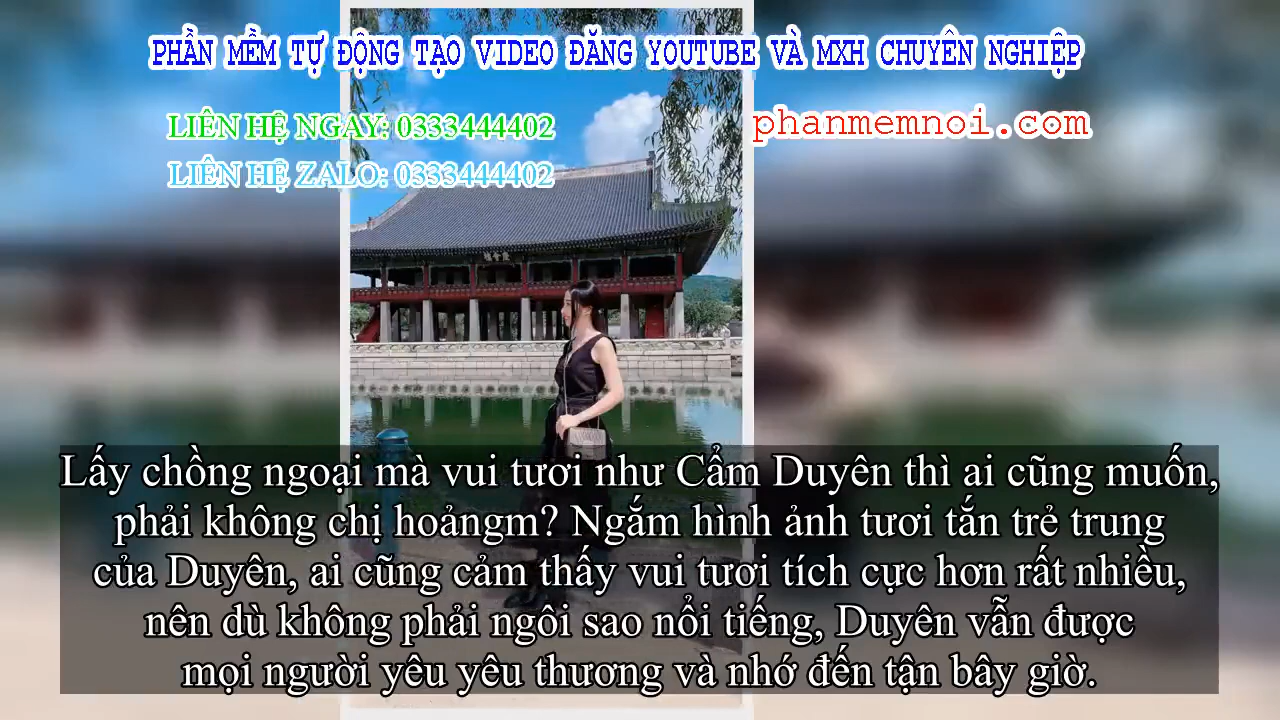 PHẦN MỀM TỰ ĐỘNG TẠO VIDEO ĐĂNG YOUTUBE VÀ MXH CHUYÊN NGHIỆP
LIÊN HỆ NGAY: 0333444402
phanmemnoi.com
LIÊN HỆ ZALO: 0333444402
Lấy chồng ngoại mà vui tươi như Cẩm Duyên thì ai cũng muốn,
phải không chị hoảngm? Ngắm hình ảnh tươi tắn trẻ trung
của Duyên, ai cũng cảm thấy vui tươi tích cực hơn rất nhiều,
nên dù không phải ngôi sao nổi tiếng, Duyên vẫn được
mọi người yêu yêu thương và nhớ đến tận bây giờ.